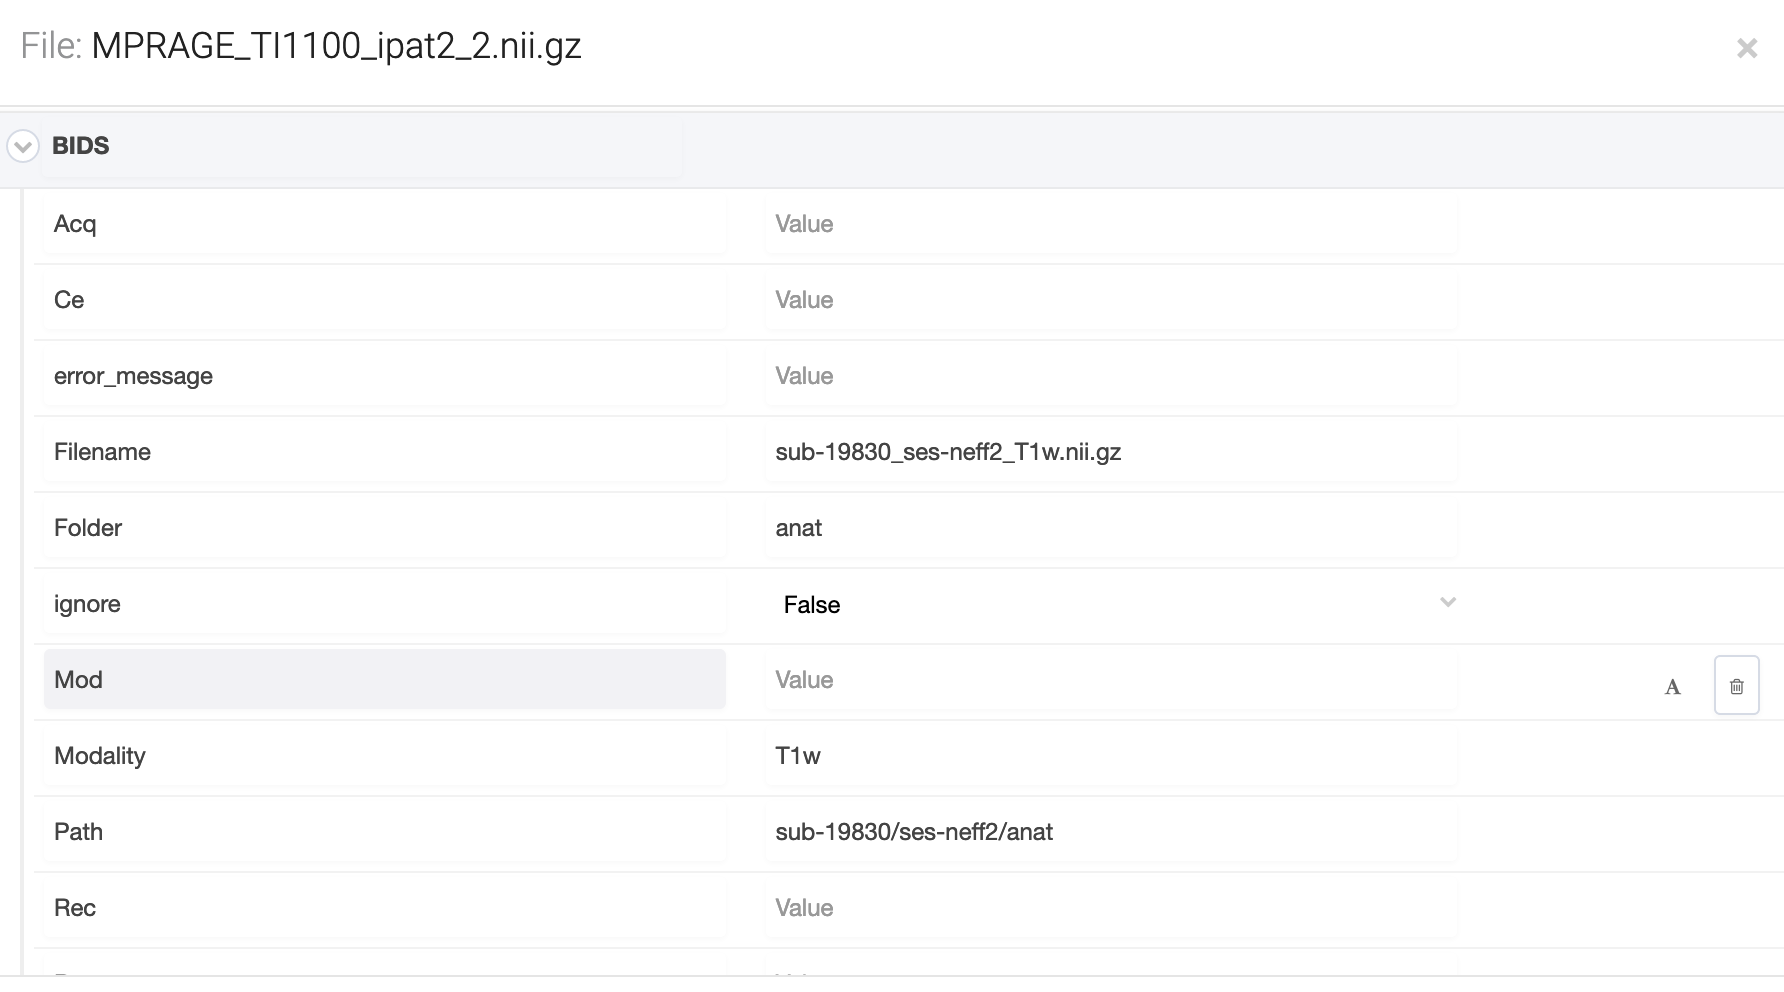 File: MPRAGE_TI1100_ipat2_2.nii.gz
BIDS
Acq Value
Ce Value
error_message Value
Filename sub-19830_ses-neff2_T1w.nii.gz
Folder anat
ignore False
Mod Value A
Modality T1w
Path sub-19830/ses-neff2/anat
Rec Value